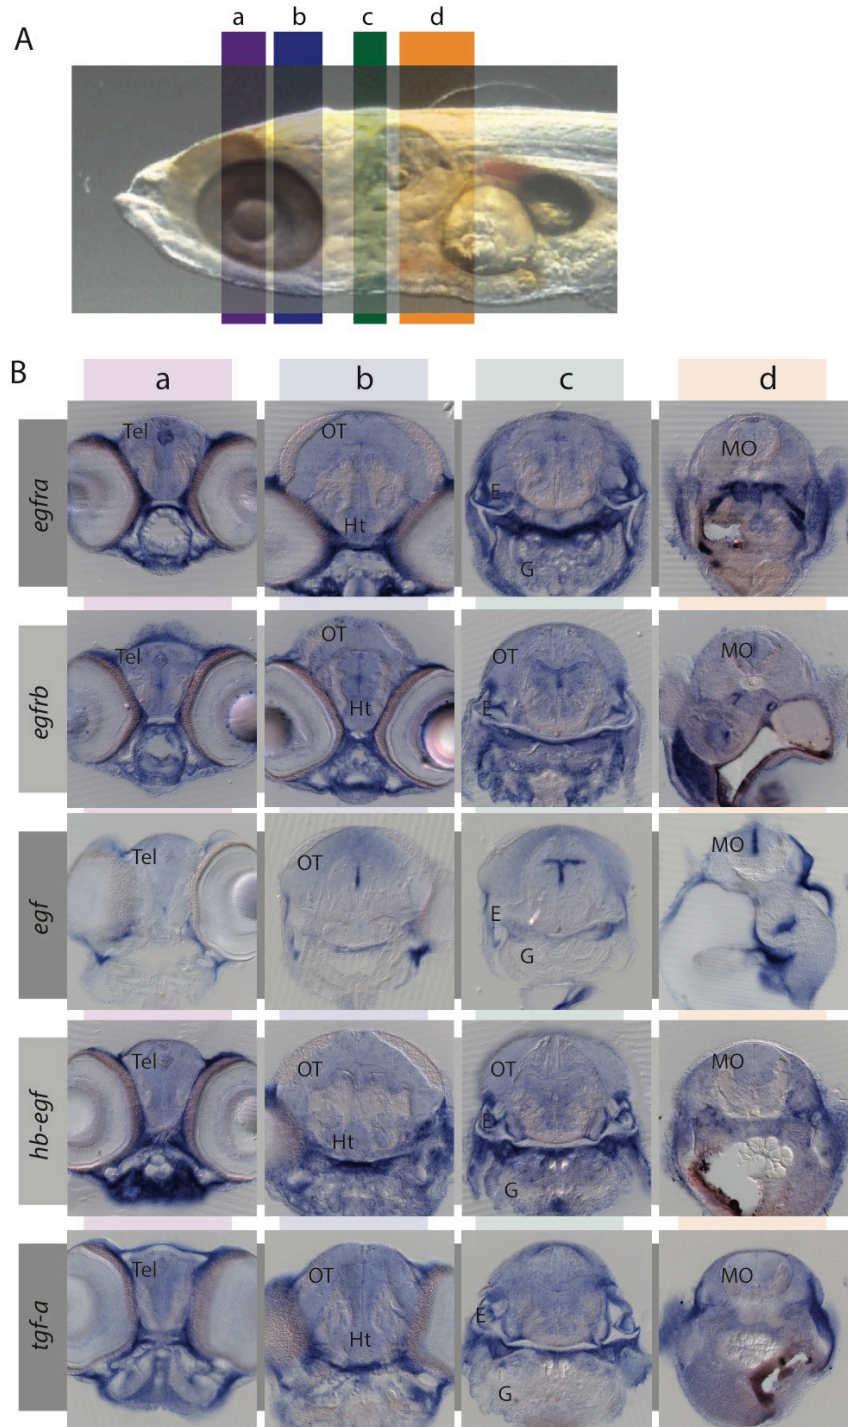 a b c d
A
B
a b c d
egfra
Tel OT Ht E G MO
egfrb
Tel OT Ht OT E MO
egf
Tel OT E G MO
hb-egf
Tel OT Ht OT E G MO
tgf-a
Tel OT Ht E G MO